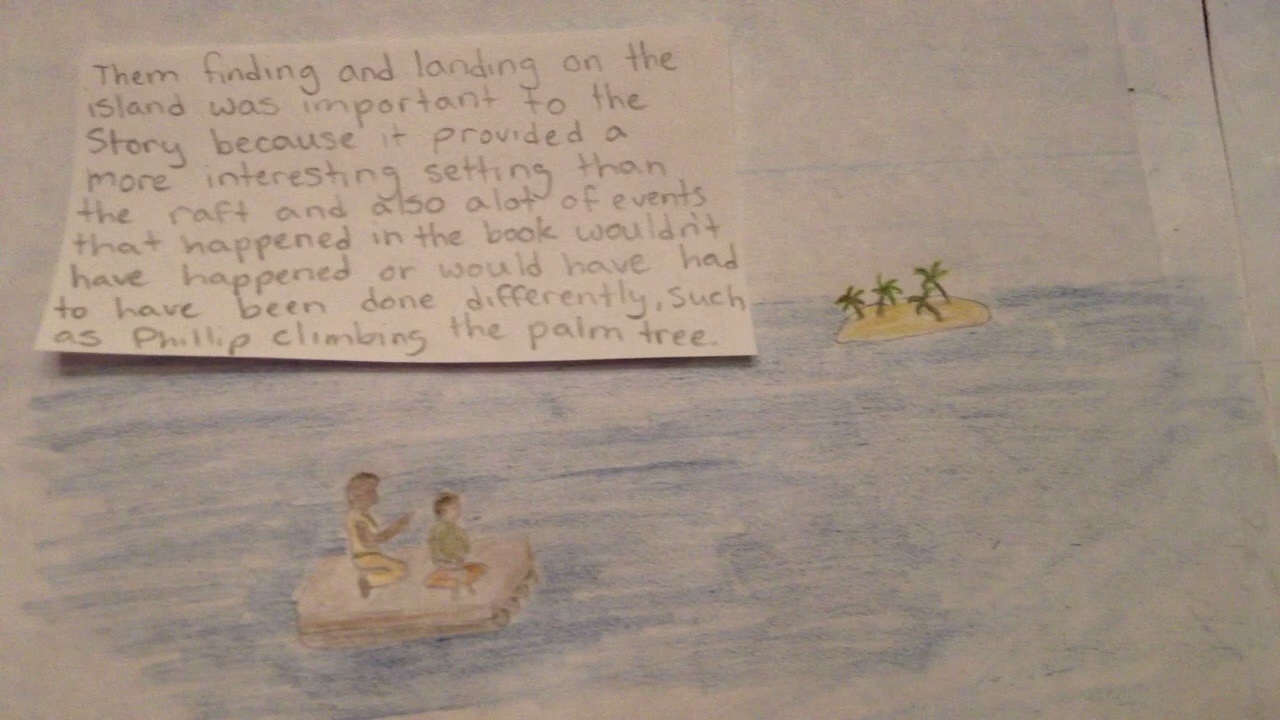 Them finding and landing on the
island was important to the
Story because it provided a
more interesting setting than
the raft and also alot of events
that happened in the book wouldn't
have happened or would have had
to have been done differently, such
as Phillip climbing the palm tree.